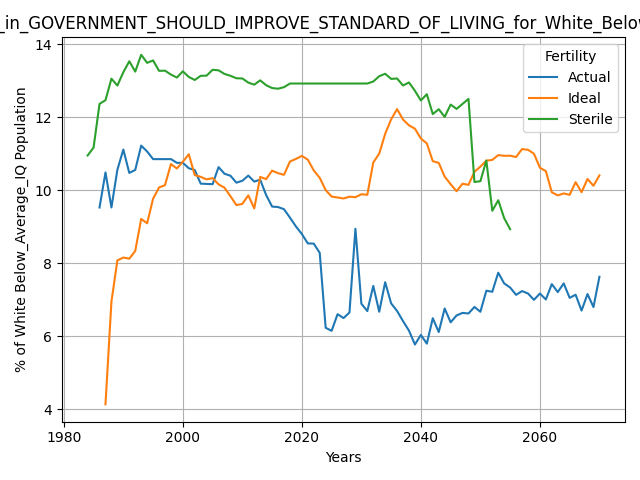 _in_GOVERNMENT_SHOULD_IMPROVE_STANDARD_OF_LIVING_for_White_Below
Fertility
Actual
Ideal
Sterile
% of White Below_Average_IQ Population
14
12
10
8
6
4
1980
2000
2020
2040
2060
Years